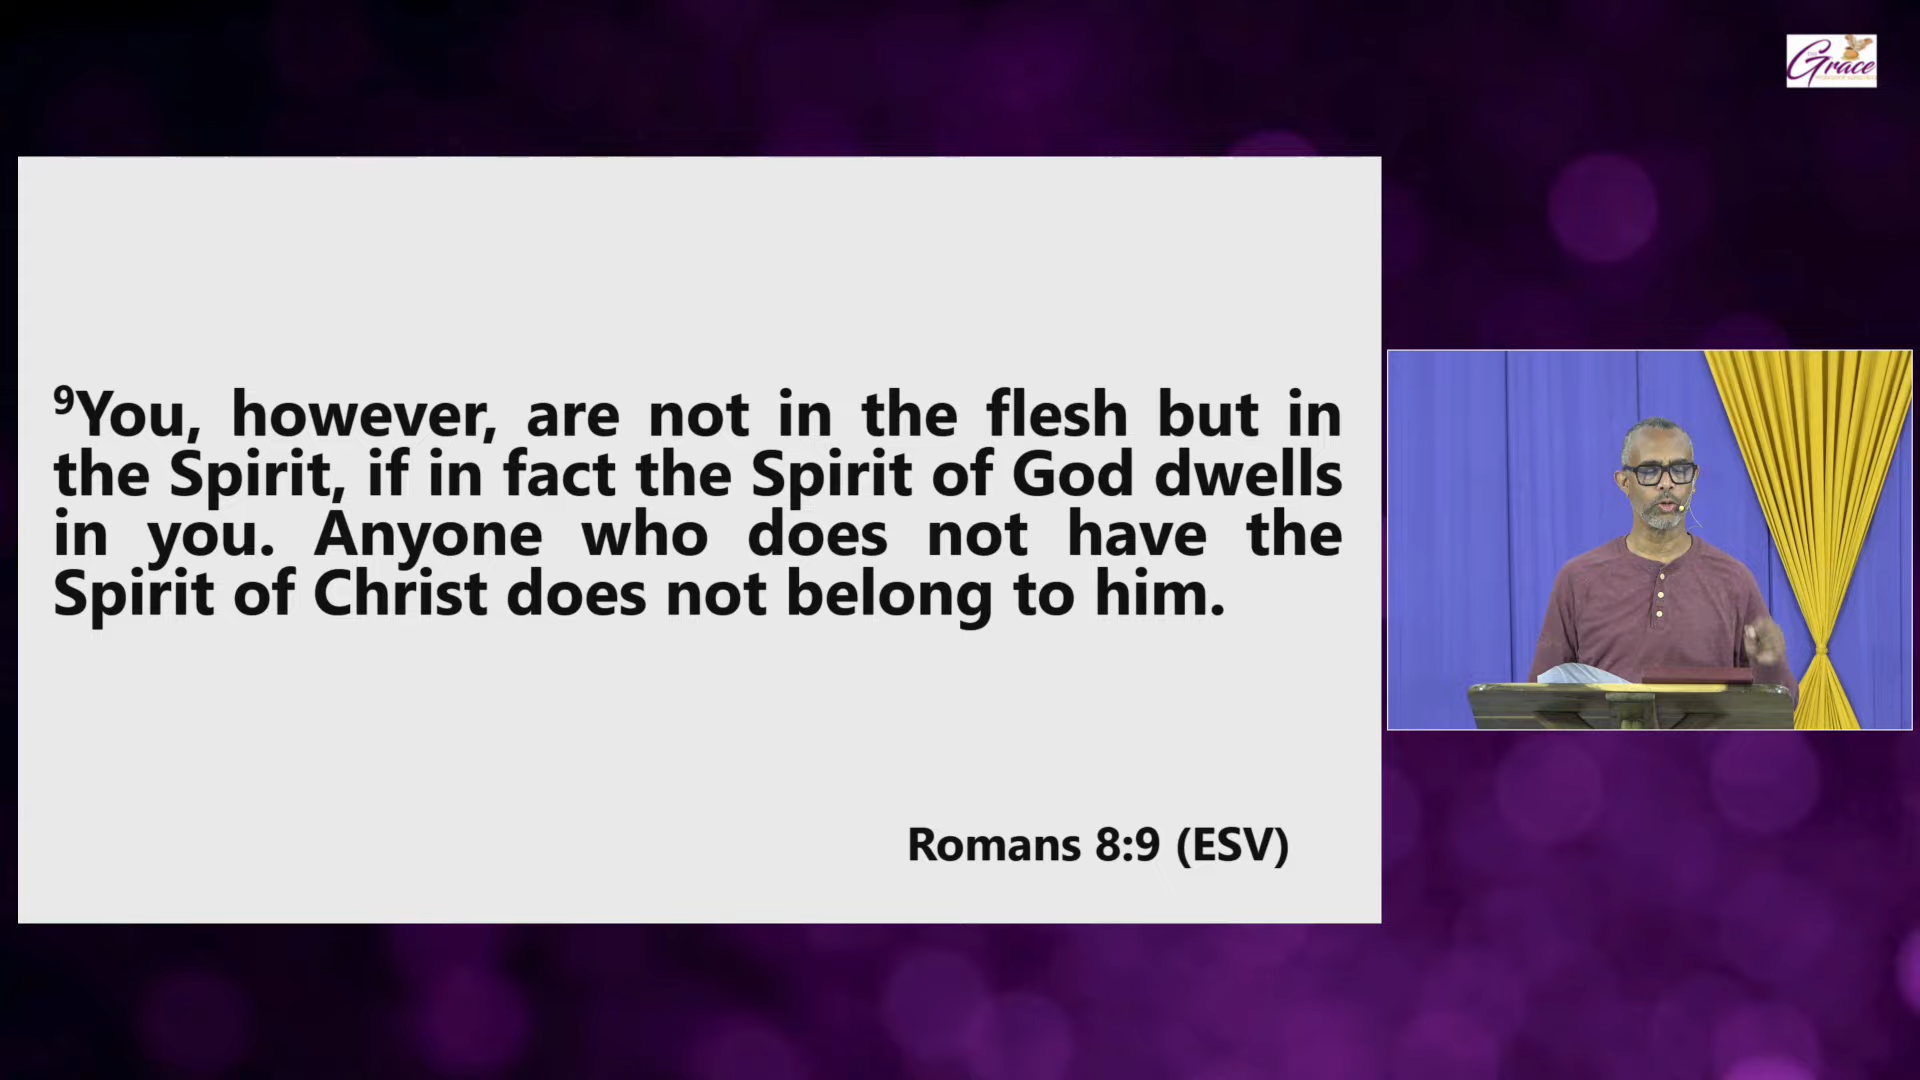 Grace
⁹You, however, are not in the flesh but in
the Spirit, if in fact the Spirit of God dwells
in you. Anyone who does not have the
Spirit of Christ does not belong to him.
Romans 8:9 (ESV)